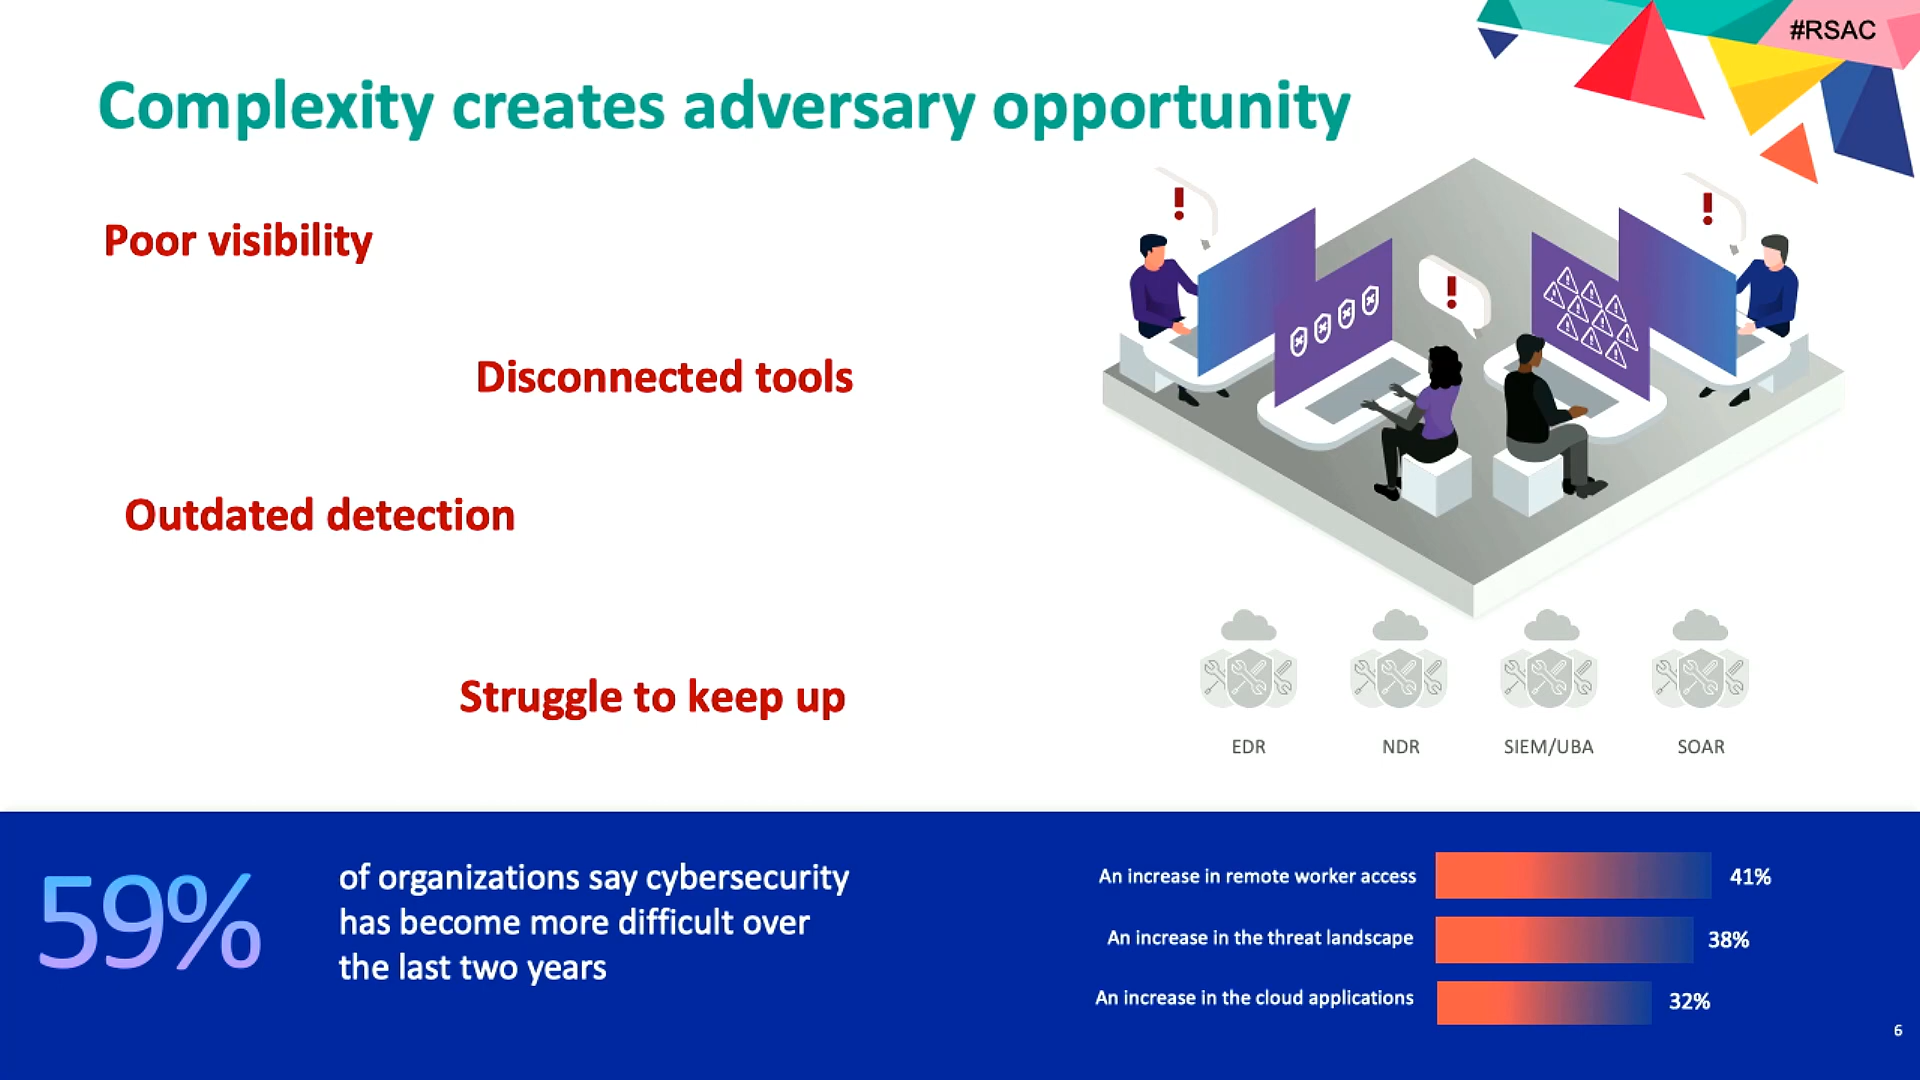 #RSAC
Complexity creates adversary opportunity
Poor visibility
Disconnected tools
Outdated detection
Struggle to keep up
EDR
NDR
SIEM/UBA
SOAR
59%
of organizations say cybersecurity
has become more difficult over
the last two years
An increase in remote worker access
41%
An increase in the threat landscape
38%
An increase in the cloud applications
32%
6